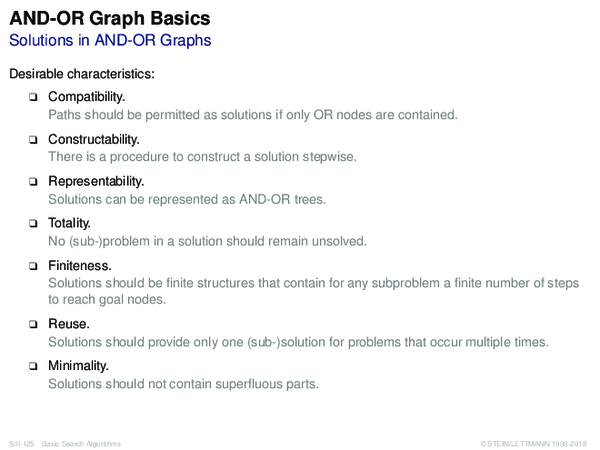 AND-OR Graph Basics
Solutions in AND-OR Graphs
Desirable characteristics:
❏ Compatibility.
Paths should be permitted as solutions if only OR nodes are contained.
❏ Constructability.
There is a procedure to construct a solution stepwise.
❏ Representability.
Solutions can be represented as AND-OR trees.
❏ Totality.
No (sub-)problem in a solution should remain unsolved.
❏ Finiteness.
Solutions should be finite structures that contain for any subproblem a finite number of steps
to reach goal nodes.
❏ Reuse.
Solutions should provide only one (sub-)solution for problems that occur multiple times.
❏ Minimality.
Solutions should not contain superfluous parts.
S:II-125 Basic Search Algorithms ©STEIN/LETTMANN 1998-2018